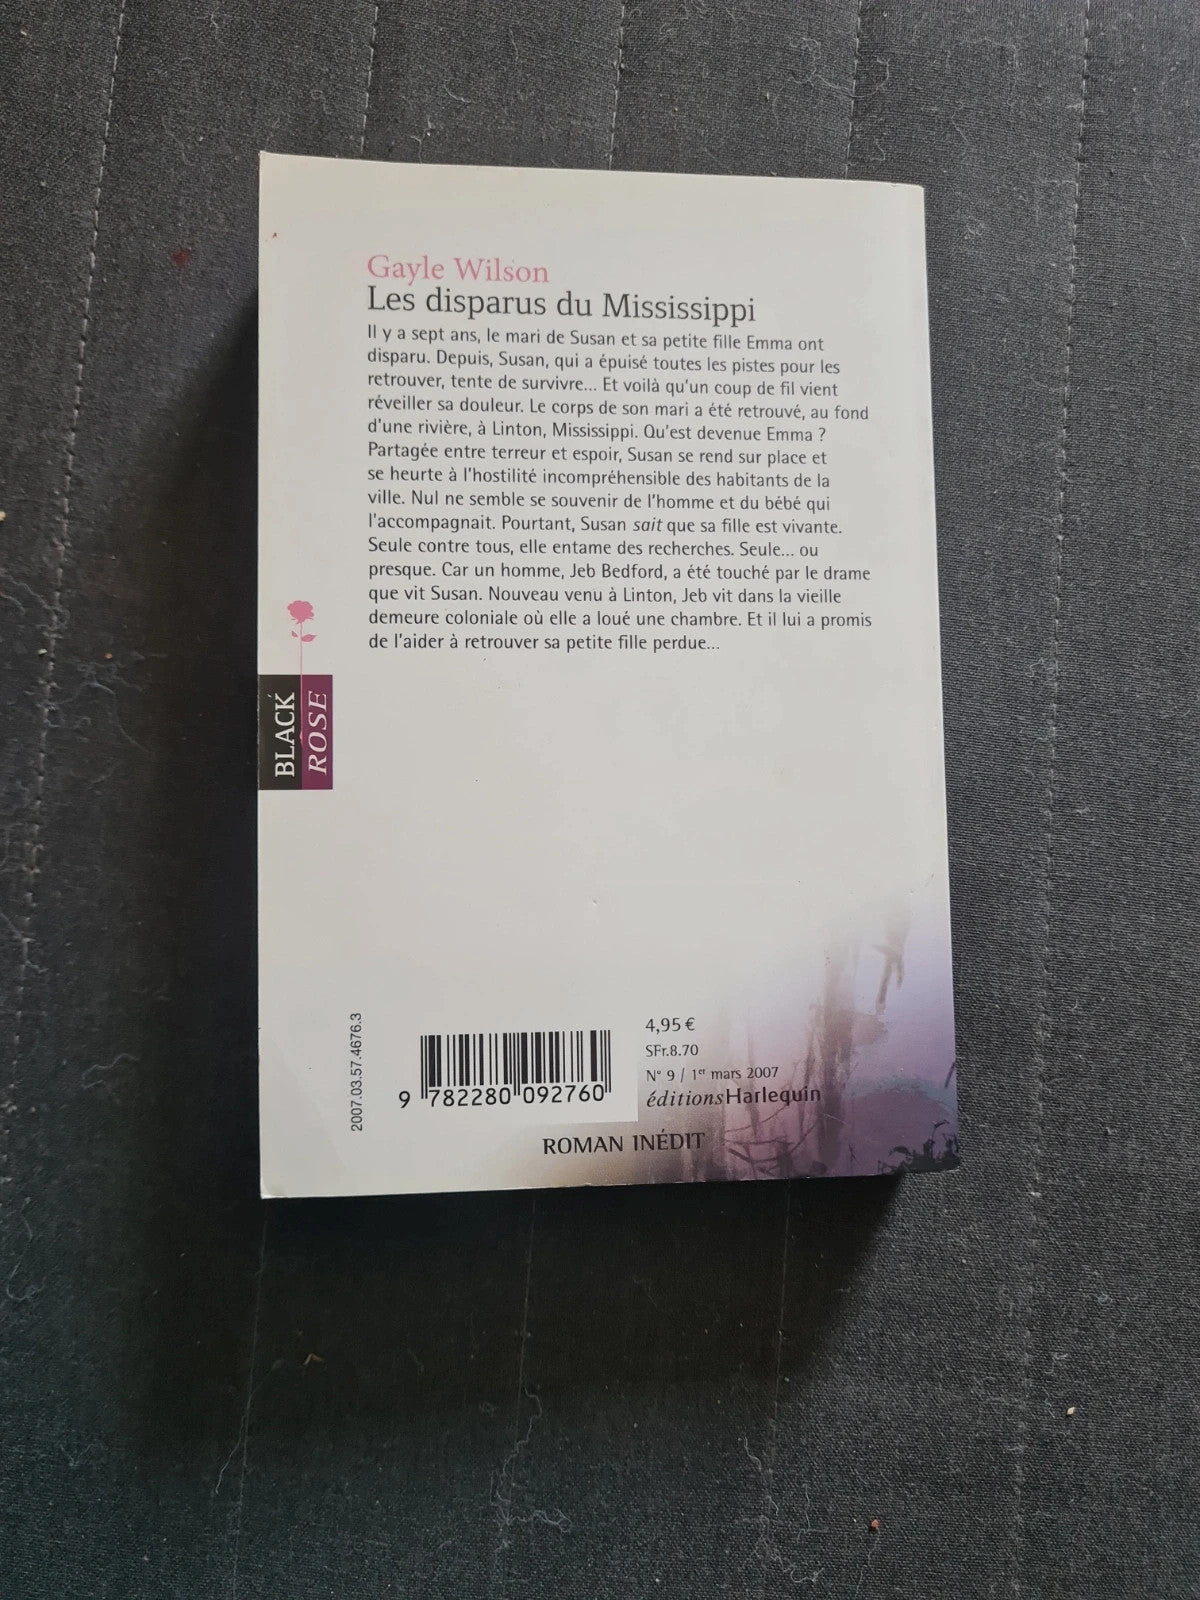 Gayle Wilson
Les disparus du Mississippi
Il y a sept ans, le mari de Susan et sa petite fille Emma ont
disparu. Depuis, Susan, qui a épuisé toutes les pistes pour les
retrouver, tente de survivre... Et voilà qu'un coup de fil vient
réveiller sa douleur. Le corps de son mari a été retrouvé, au fond
d'une rivière, à Linton, Mississippi. Qu'est devenue Emma ?
Partagée entre terreur et espoir, Susan se rend sur place et
se heurte à l'hostilité incompréhensible des habitants de la
ville. Nul ne semble se souvenir de l'homme et du bébé qui
l'accompagnait. Pourtant, Susan sait que sa fille est vivante.
Seule contre tous, elle entame des recherches. Seule... ou
presque. Car un homme, Jeb Bedford, a été touché par le drame
que vit Susan. Nouveau venu à Linton, Jeb vit dans la vieille
demeure coloniale où elle a loué une chambre. Et il lui a promis
de l'aider à retrouver sa petite fille perdue...
BLACK
ROSE
2007.03.57.4676.3
9 782280 092760
4,95 €
SFr.8.70
N° 9 / 1er mars 2007
éditionsHarlequin
ROMAN INÉDIT